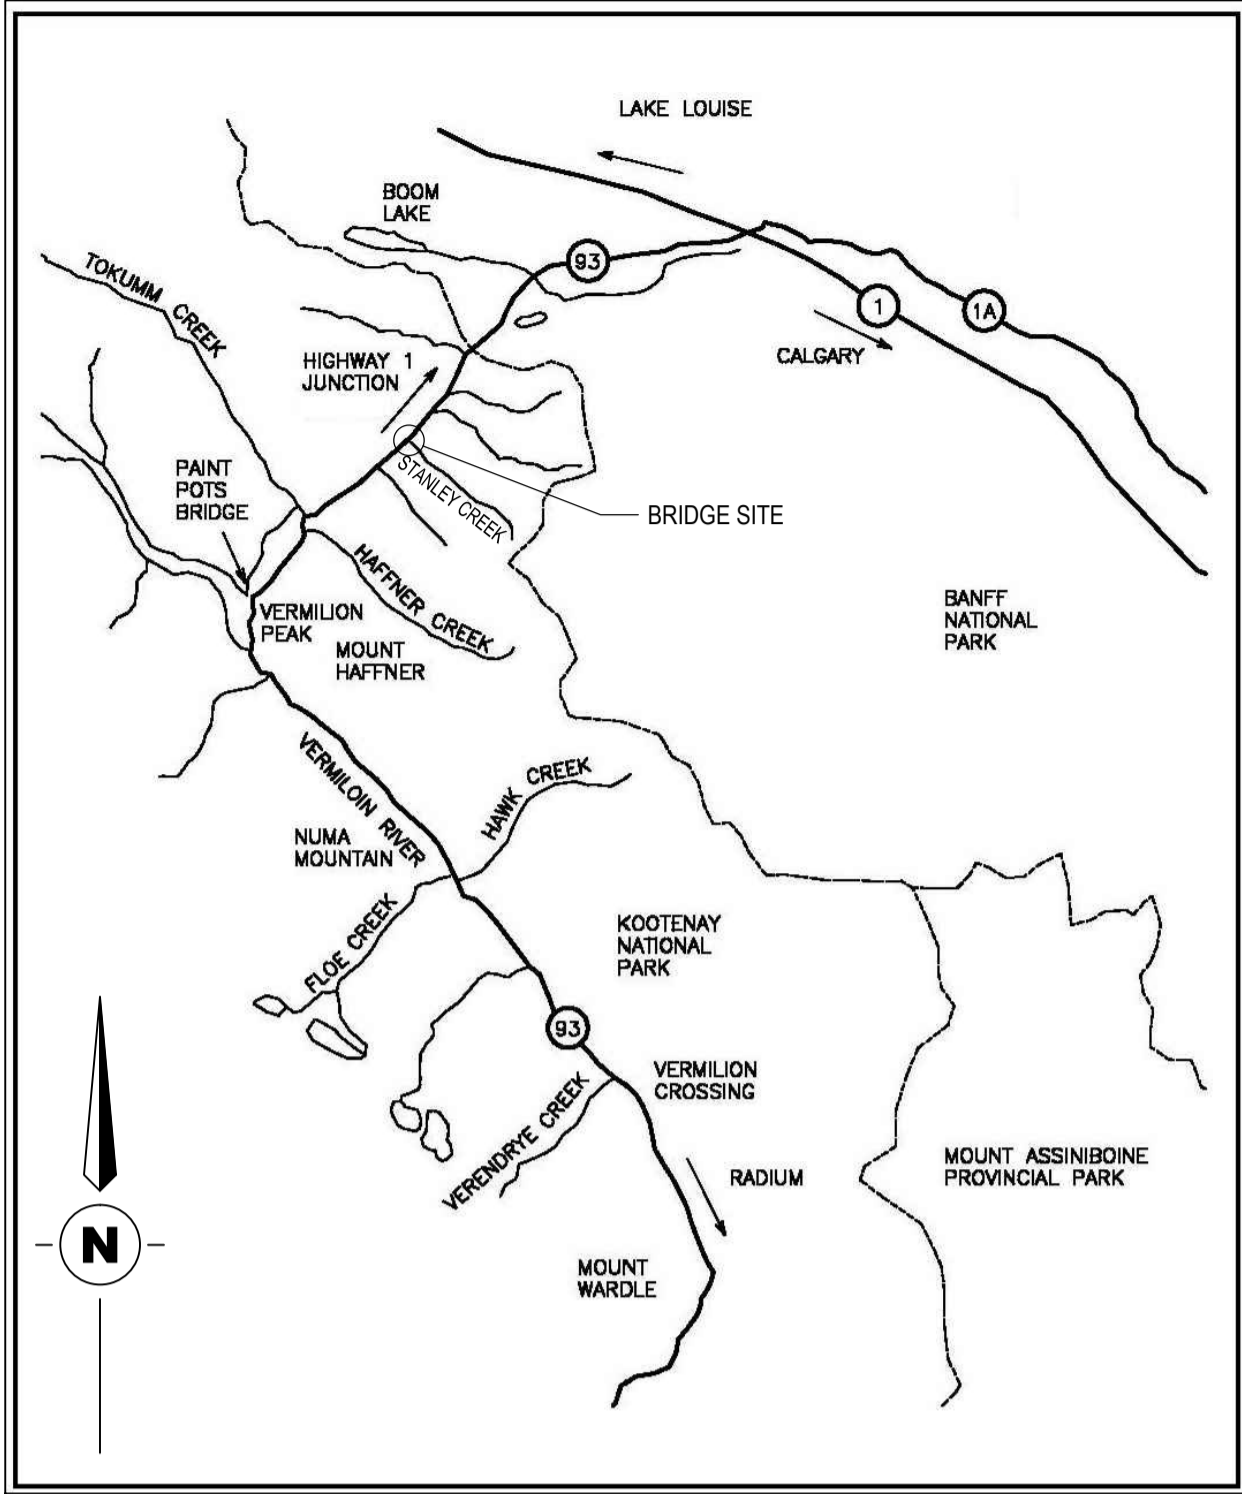 LAKE LOUISE
BOOM
LAKE
93
TOKUMM CREEK
1
1A
HIGHWAY 1
JUNCTION
CALGARY
PAINT
POTS
BRIDGE
STANLEY CREEK
BRIDGE SITE
HAFFNER CREEK
VERMILION
PEAK
BANFF
NATIONAL
PARK
MOUNT
HAFFNER
VERMILOIN RIVER
HAWK CREEK
NUMA
MOUNTAIN
FLOE CREEK
KOOTENAY
NATIONAL
PARK
93
VERMILION
CROSSING
VERENDRYE CREEK
RADIUM
MOUNT ASSINIBOINE
PROVINCIAL PARK
N
MOUNT
WARDLE